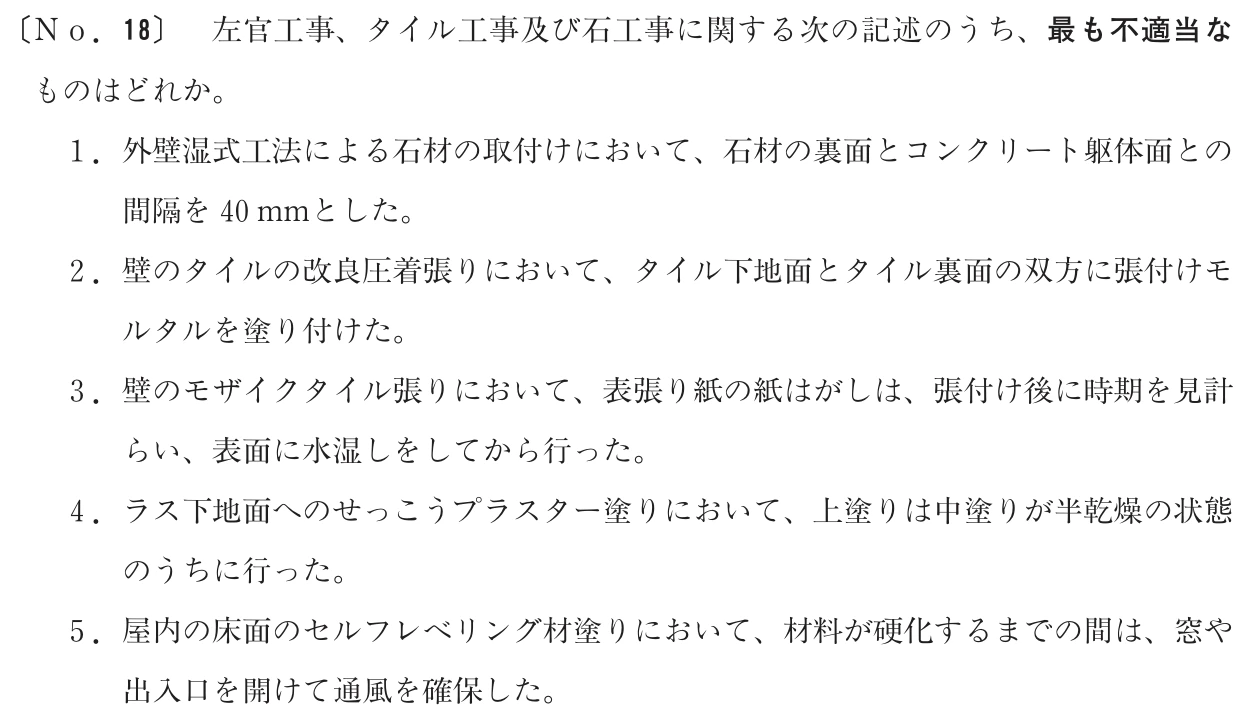 〔No. 18〕　左官工事、タイル工事及び石工事に関する次の記述のうち、最も不適当な
ものはどれか。
1．外壁湿式工法による石材の取付けにおいて、石材の裏面とコンクリート躯体面との
間隔を 40 mmとした。
2．壁のタイルの改良圧着張りにおいて、タイル下地面とタイル裏面の双方に張付けモ
ルタルを塗り付けた。
3．壁のモザイクタイル張りにおいて、表張り紙の紙はがしは、張付け後に時期を見計
らい、表面に水湿しをしてから行った。
4．ラス下地面へのせっこうプラスター塗りにおいて、上塗りは中塗りが半乾燥の状態
のうちに行った。
5．屋内の床面のセルフレベリング材塗りにおいて、材料が硬化するまでの間は、窓や
出入口を開けて通風を確保した。